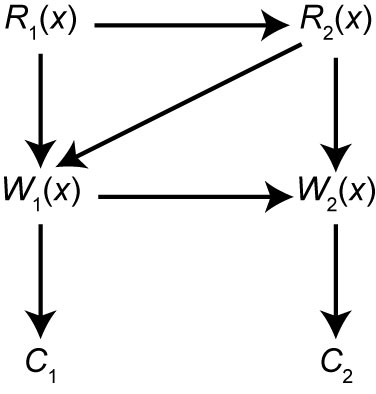 R₁(x) R₂(x)
W₁(x) W₂(x)
C₁ C₂